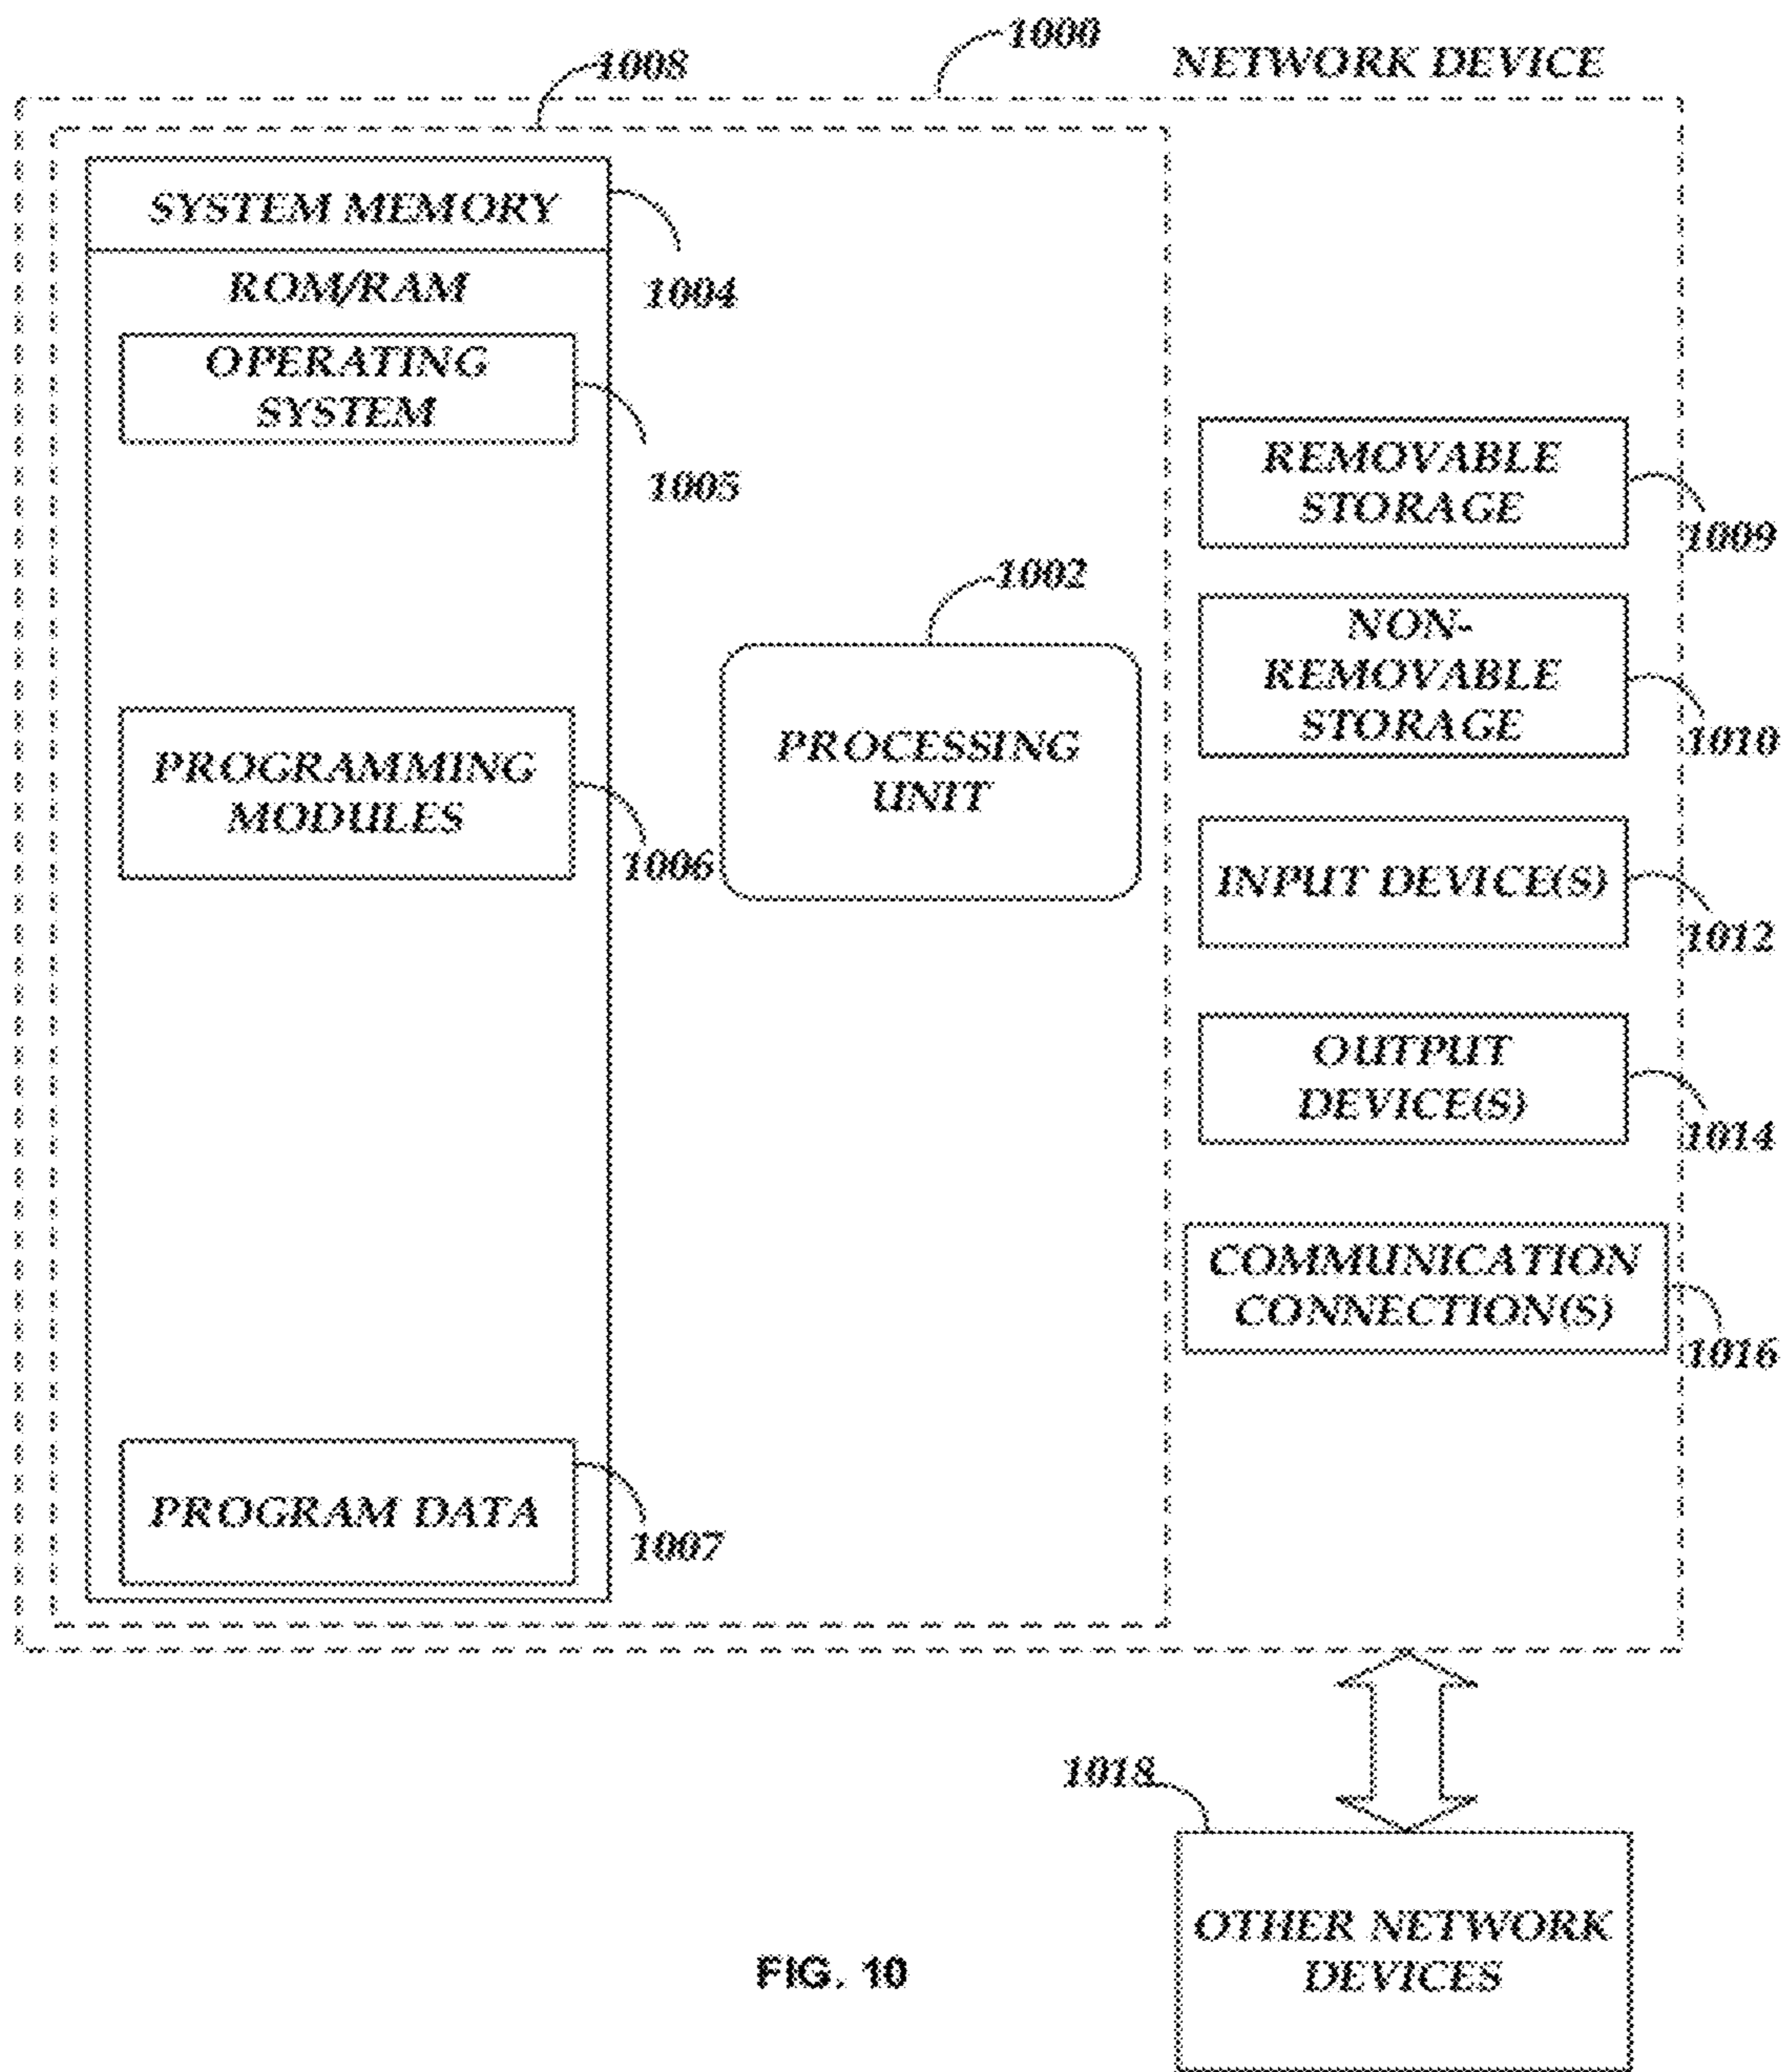 1000
NETWORK DEVICE
1008
SYSTEM MEMORY
1004
ROM/RAM
OPERATING
SYSTEM
1005
PROGRAMMING
MODULES
1006
PROGRAM DATA
1007
1002
PROCESSING
UNIT
REMOVABLE
STORAGE
1009
NON-
REMOVABLE
STORAGE
1010
INPUT DEVICE(S)
1012
OUTPUT
DEVICE(S)
1014
COMMUNICATION
CONNECTION(S)
1016
1018
OTHER NETWORK
DEVICES
FIG. 10